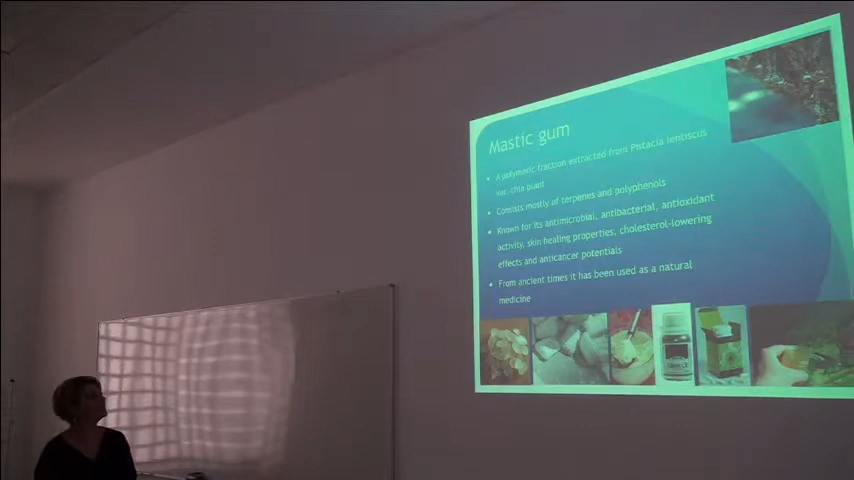 Mastic gum
• A polymeric fraction extracted from Pistacia lentiscus
var. chia plant
• Consists mostly of terpenes and polyphenols
• Known for its antimicrobial, antibacterial, antioxidant
activity, skin healing properties, cholesterol-lowering
effects and anticancer potentials
• From ancient times it has been used as a natural
medicine